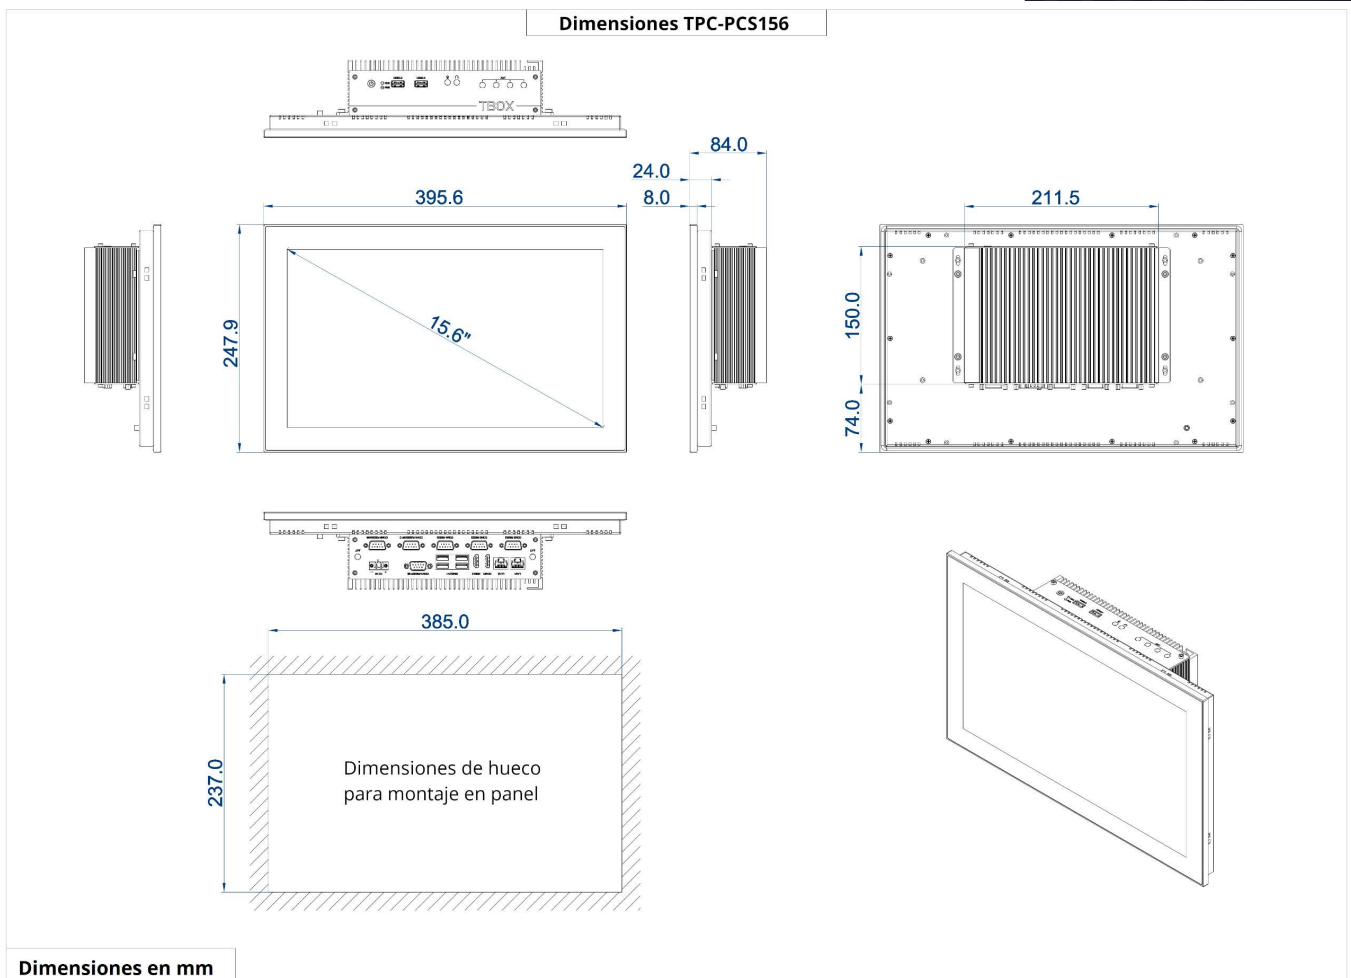 Dimensiones TPC-PCS156
TBOX
84.0
24.0
8.0
395.6
211.5
247.9
15.6"
150.0
74.0
385.0
237.0
Dimensiones de hueco
para montaje en panel
Dimensiones en mm